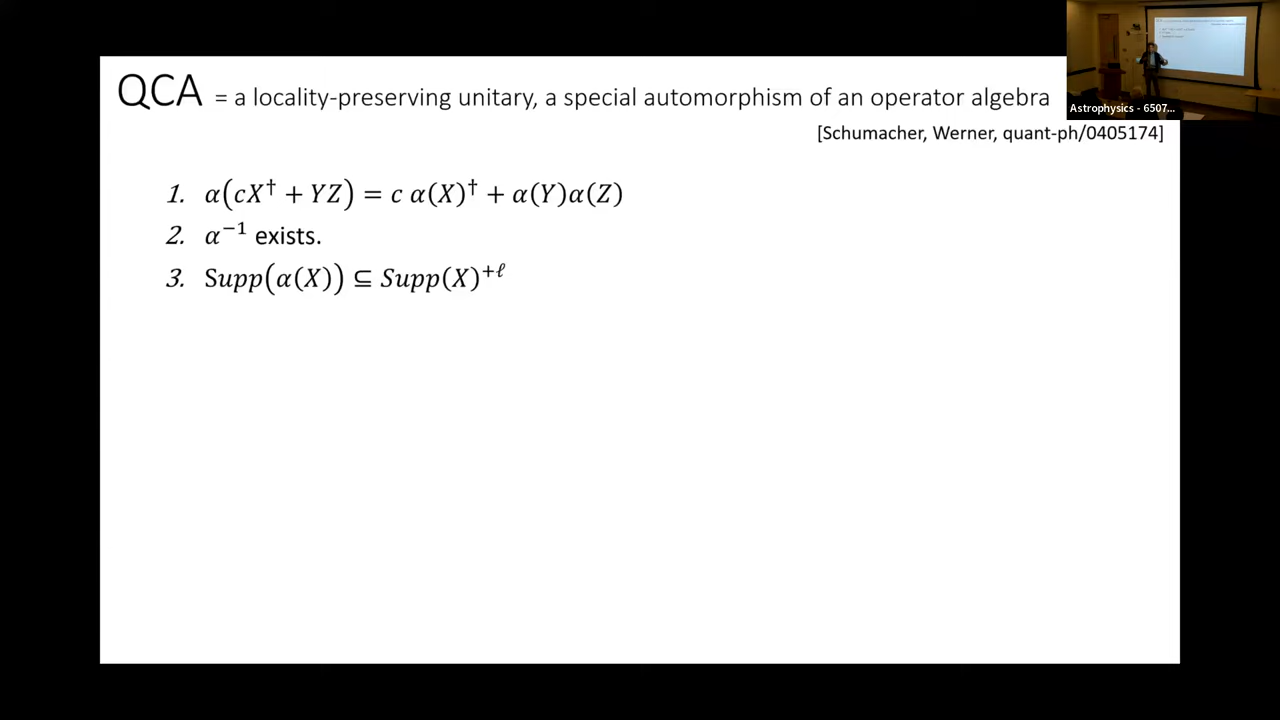 QCA = a locality-preserving unitary, a special automorphism of an operator algebra
[Schumacher, Werner, quant-ph/0405174]
1. α(cX† + YZ) = c α(X)† + α(Y)α(Z)
2. α⁻¹ exists.
3. Supp(α(X)) ⊆ Supp(X)⁺ˡ
Astrophysics - 6507...